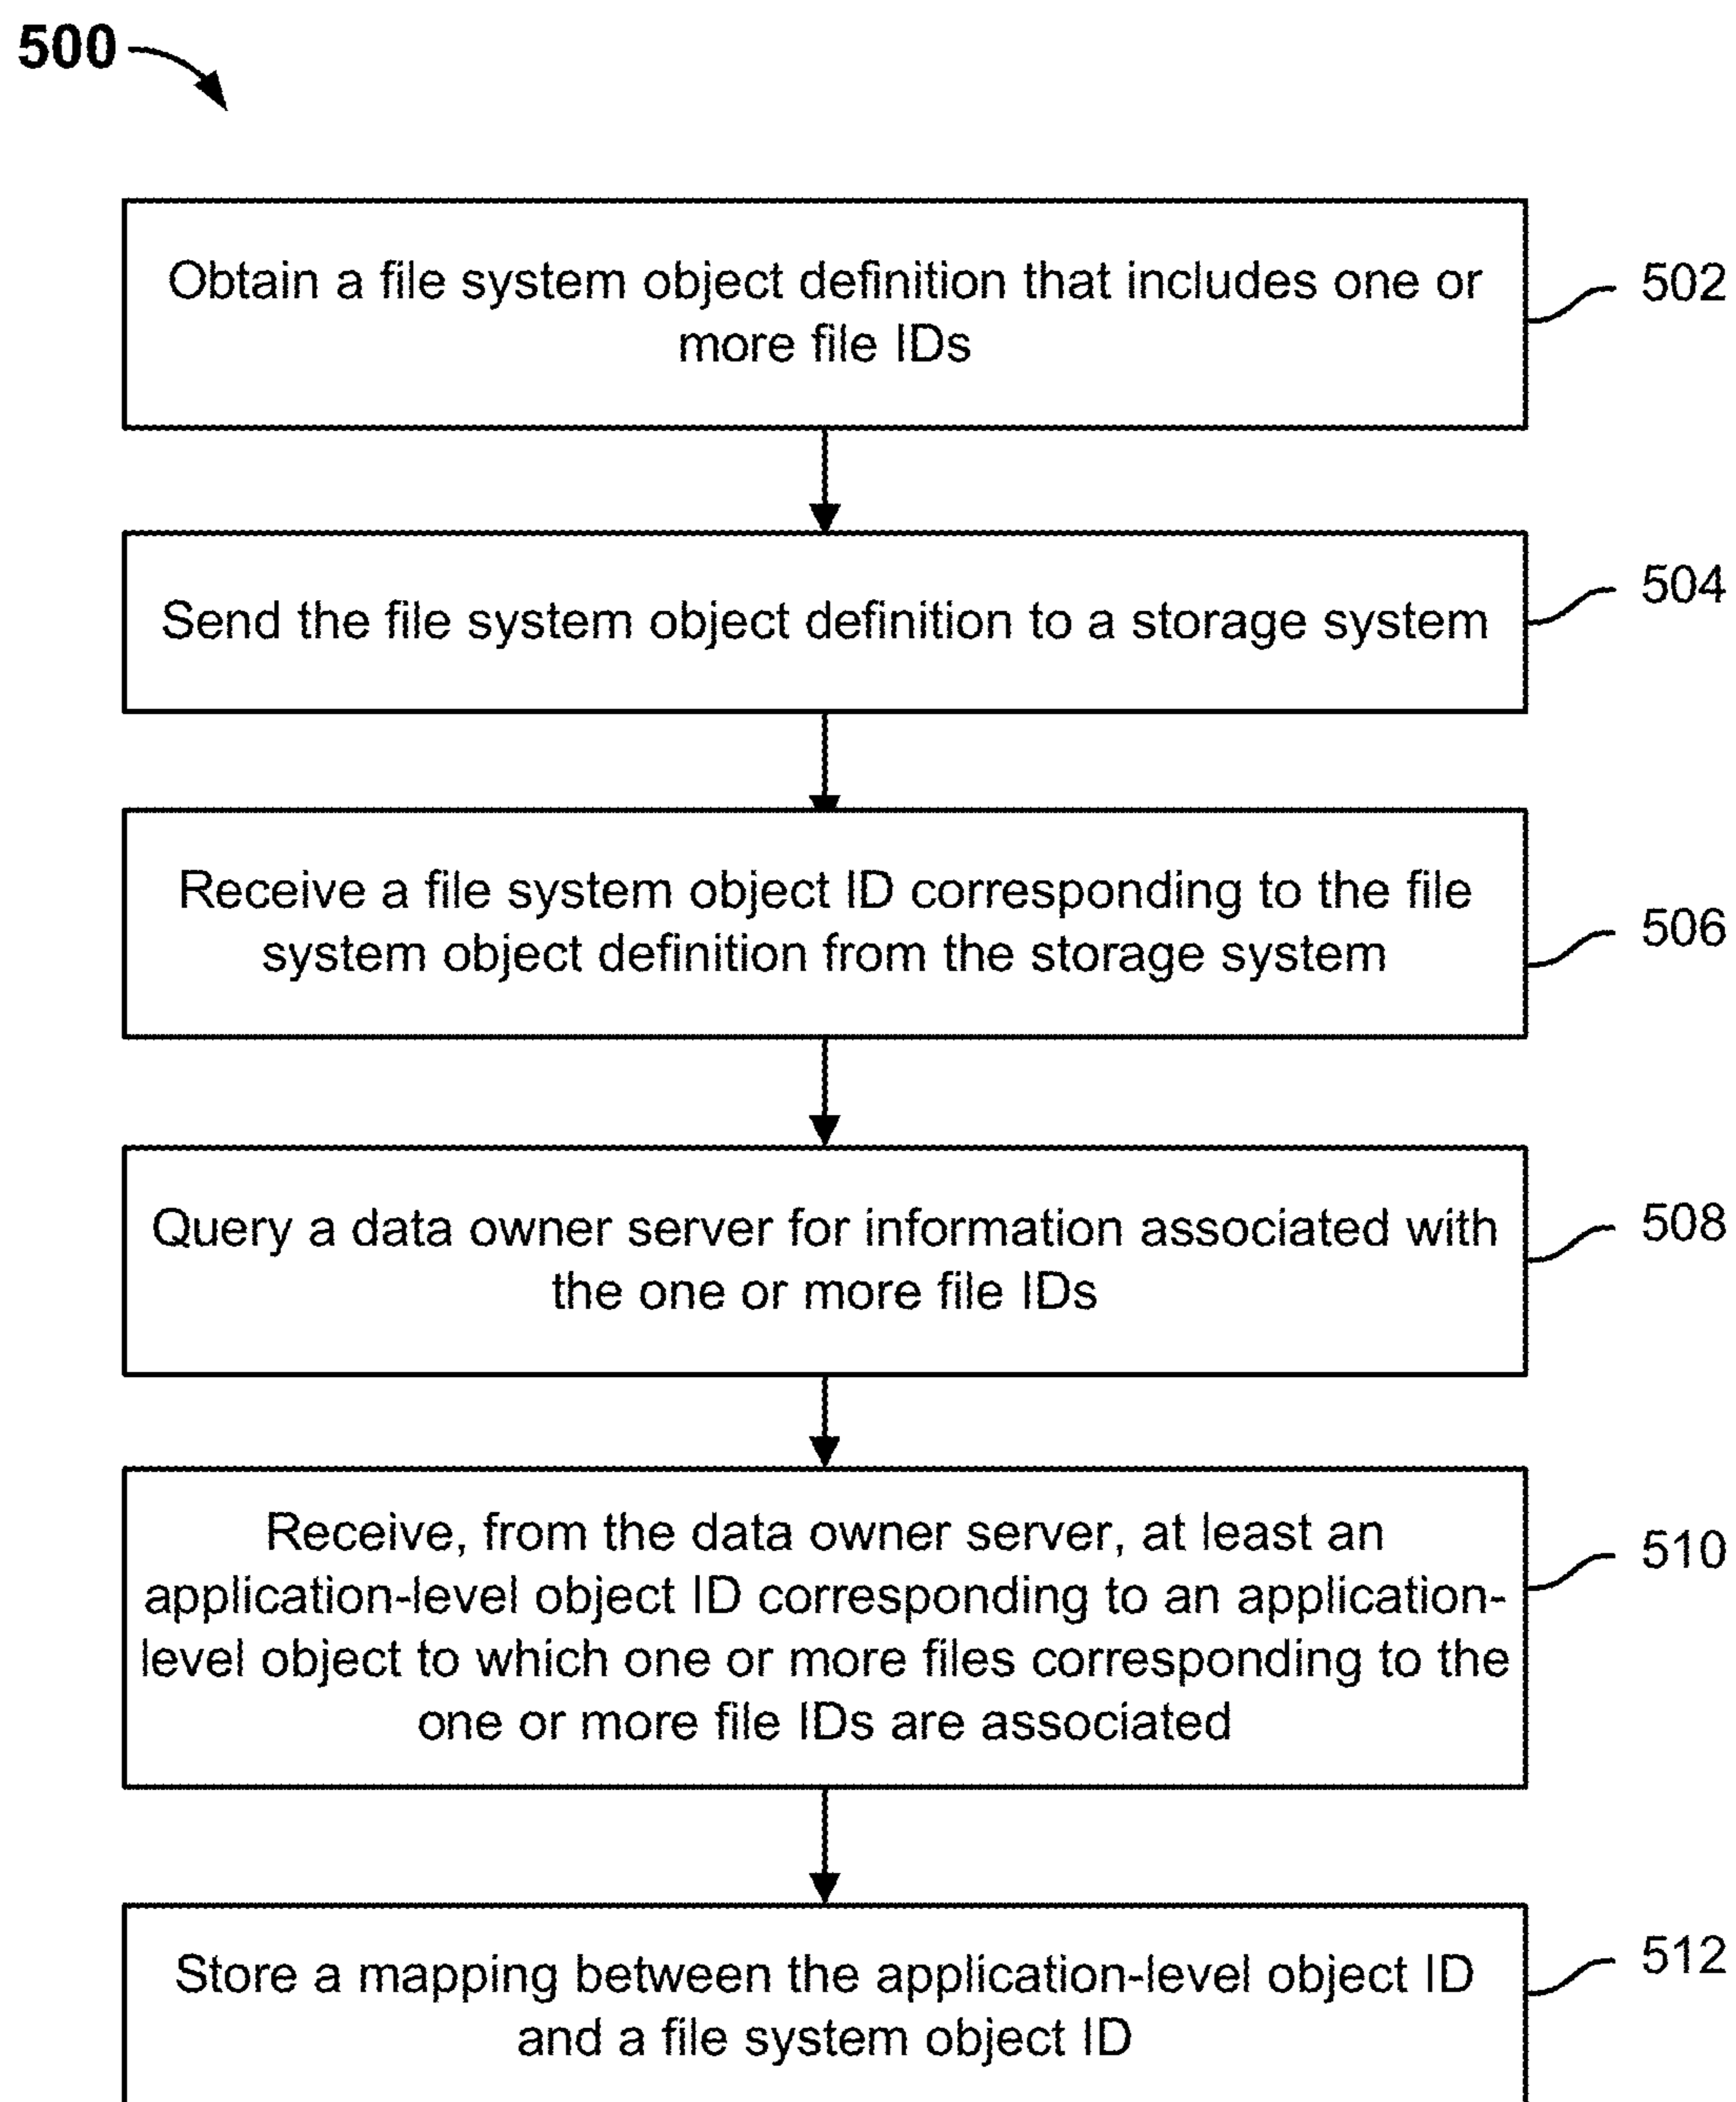 500
Obtain a file system object definition that includes one or
more file IDs
502
Send the file system object definition to a storage system
504
Receive a file system object ID corresponding to the file
system object definition from the storage system
506
Query a data owner server for information associated with
the one or more file IDs
508
Receive, from the data owner server, at least an
application-level object ID corresponding to an application-
level object to which one or more files corresponding to the
one or more file IDs are associated
510
Store a mapping between the application-level object ID
and a file system object ID
512